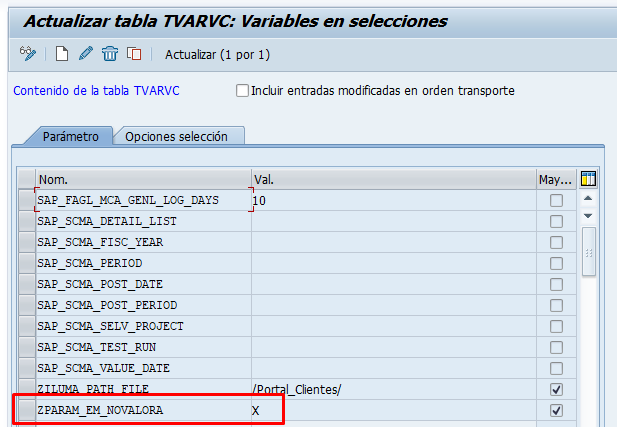 Actualizar tabla TVARVC: Variables en selecciones
Actualizar (1 por 1)
Contenido de la tabla TVARVC Incluir entradas modificadas en orden transporte
Parámetro Opciones selección
Nom. Val. May...
SAP_FAGL_MCA_GENL_LOG_DAYS 10
SAP_SCMA_DETAIL_LIST
SAP_SCMA_FISC_YEAR
SAP_SCMA_PERIOD
SAP_SCMA_POST_DATE
SAP_SCMA_POST_PERIOD
SAP_SCMA_SELV_PROJECT
SAP_SCMA_TEST_RUN
SAP_SCMA_VALUE_DATE
ZILUMA_PATH_FILE /Portal_Clientes/
ZPARAM_EM_NOVALORA X